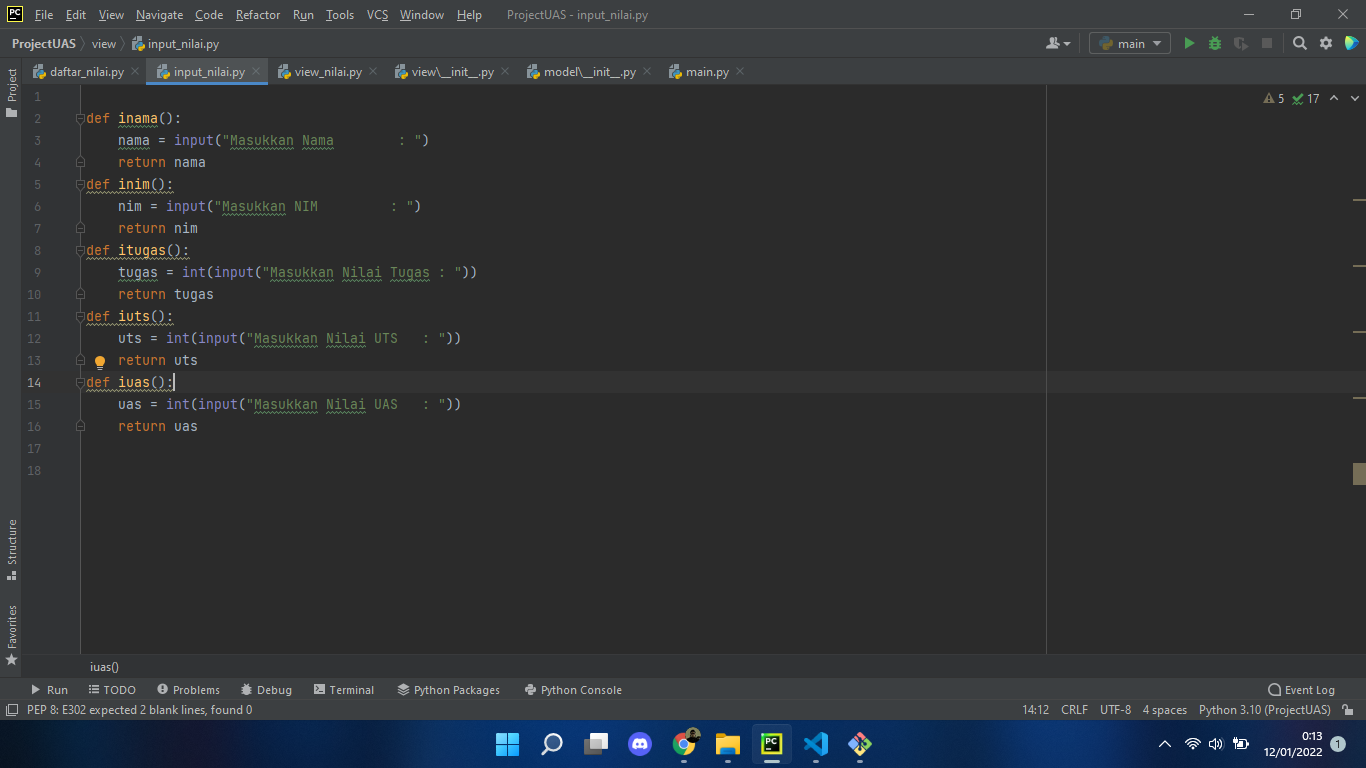 PC File Edit View Navigate Code Refactor Run Tools VCS Window Help ProjectUAS - input_nilai.py
ProjectUAS view input_nilai.py main
daftar_nilai.py input_nilai.py view_nilai.py view\__init__.py model\__init__.py main.py
Project
1 5 17
2 def inama():
3 nama = input("Masukkan Nama        : ")
4 return nama
5 def inim():
6 nim = input("Masukkan NIM         : ")
7 return nim
8 def itugas():
9 tugas = int(input("Masukkan Nilai Tugas : "))
10 return tugas
11 def iuts():
12 uts = int(input("Masukkan Nilai UTS   : "))
13 return uts
14 def iuas():
15 uas = int(input("Masukkan Nilai UAS   : "))
16 return uas
17
18
Structure
Favorites
iuas()
Run TODO Problems Debug Terminal Python Packages Python Console Event Log
PEP 8: E302 expected 2 blank lines, found 0 14:12 CRLF UTF-8 4 spaces Python 3.10 (ProjectUAS)
PC 0:13
12/01/2022 1